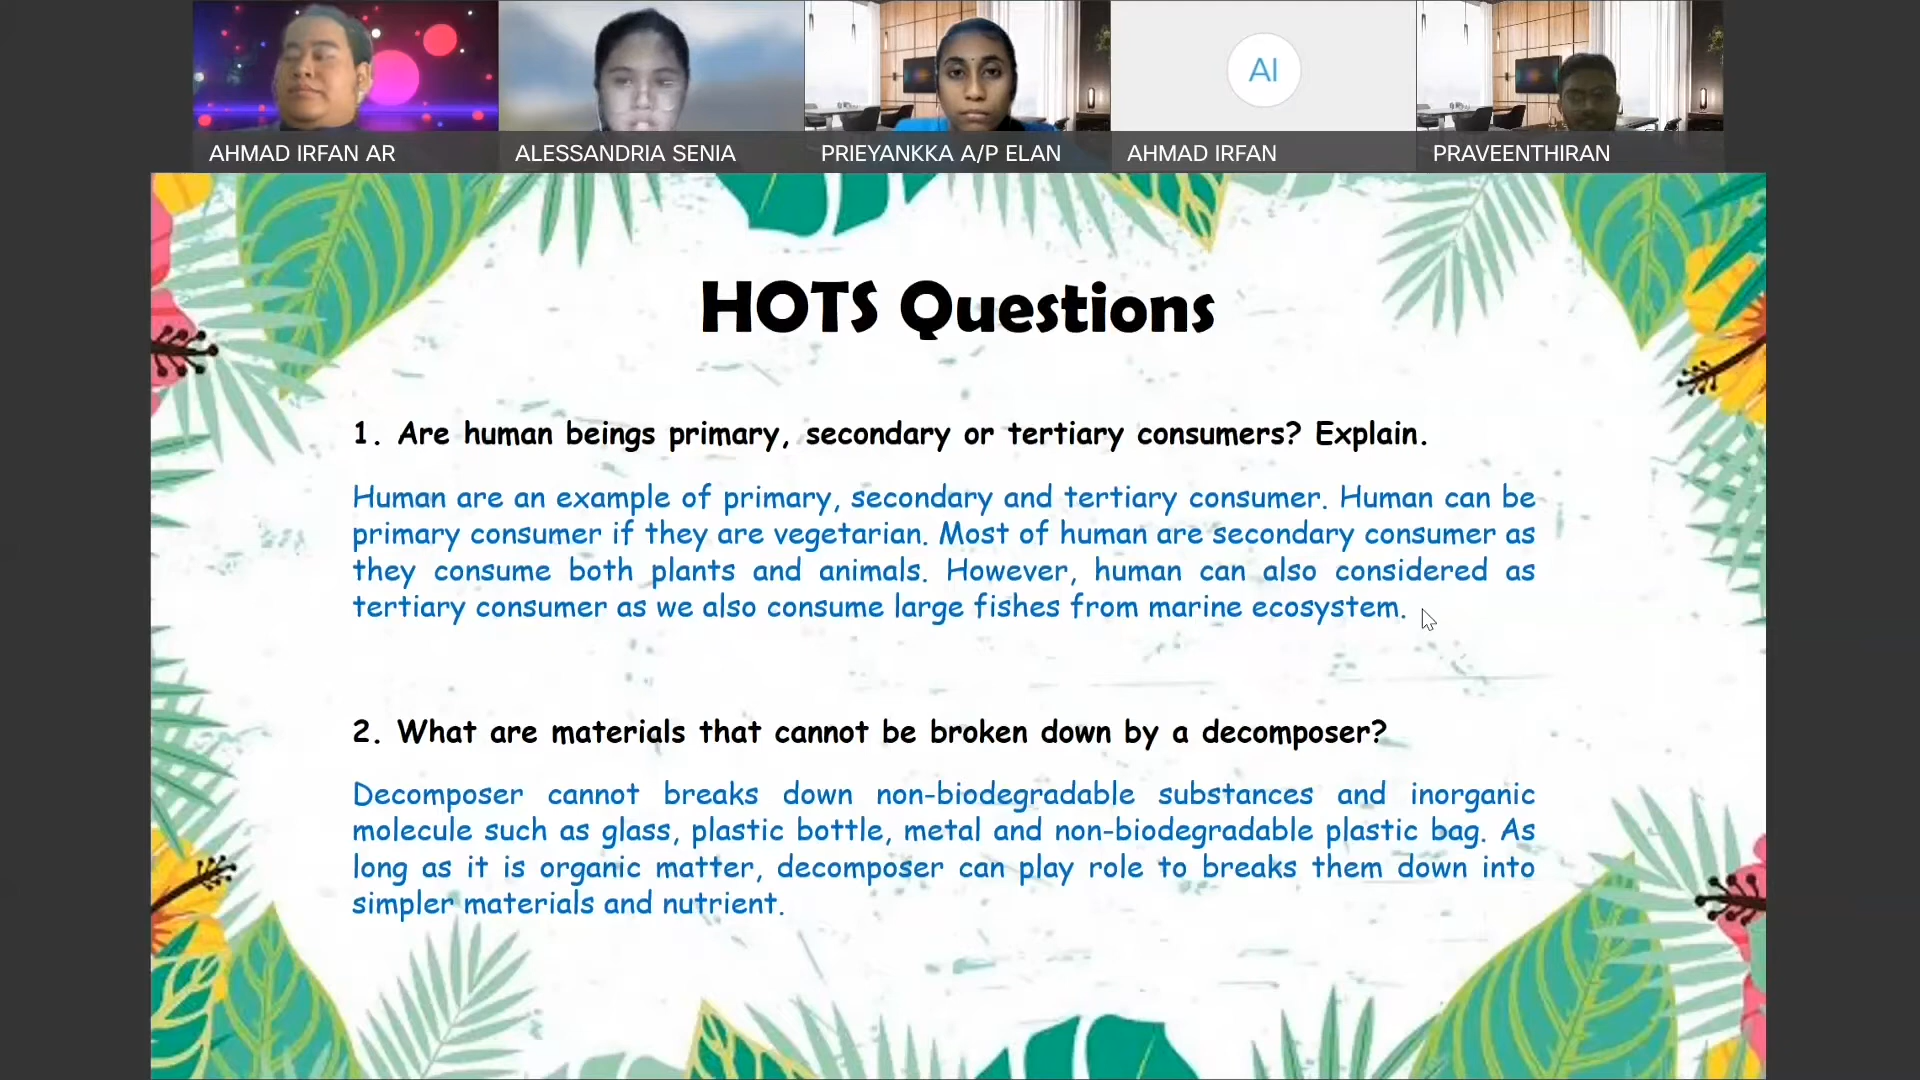 AHMAD IRFAN AR
ALESSANDRIA SENIA
PRIEYANKKA A/P ELAN
AI
AHMAD IRFAN
PRAVEENTHIRAN
HOTS Questions
1. Are human beings primary, secondary or tertiary consumers? Explain.
Human are an example of primary, secondary and tertiary consumer. Human can be
primary consumer if they are vegetarian. Most of human are secondary consumer as
they consume both plants and animals. However, human can also considered as
tertiary consumer as we also consume large fishes from marine ecosystem.
2. What are materials that cannot be broken down by a decomposer?
Decomposer cannot breaks down non-biodegradable substances and inorganic
molecule such as glass, plastic bottle, metal and non-biodegradable plastic bag. As
long as it is organic matter, decomposer can play role to breaks them down into
simpler materials and nutrient.